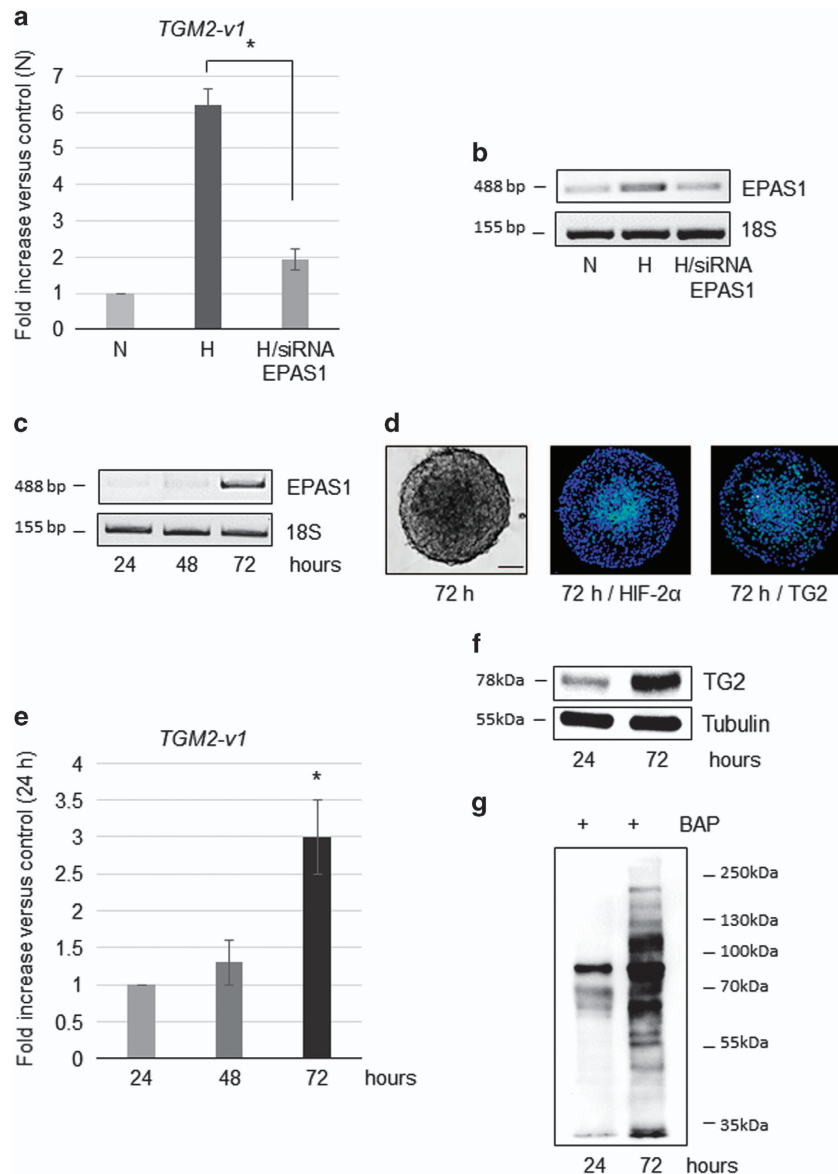 a
TGM2-v1
*
Fold increase versus control (N)
7
6
5
4
3
2
1
0
N
H
H/siRNA
EPAS1
b
488 bp
EPAS1
155 bp
18S
N H H/siRNA
EPAS1
c
488 bp
EPAS1
155 bp
18S
24 48 72 hours
d
72 h
72 h / HIF-2α
72 h / TG2
e
TGM2-v1
*
Fold increase versus control (24 h)
4
3.5
3
2.5
2
1.5
1
0.5
0
24 48 72 hours
f
78kDa
TG2
55kDa
Tubulin
24 72 hours
g
+ + BAP
250kDa
130kDa
100kDa
70kDa
55kDa
35kDa
24 72 hours